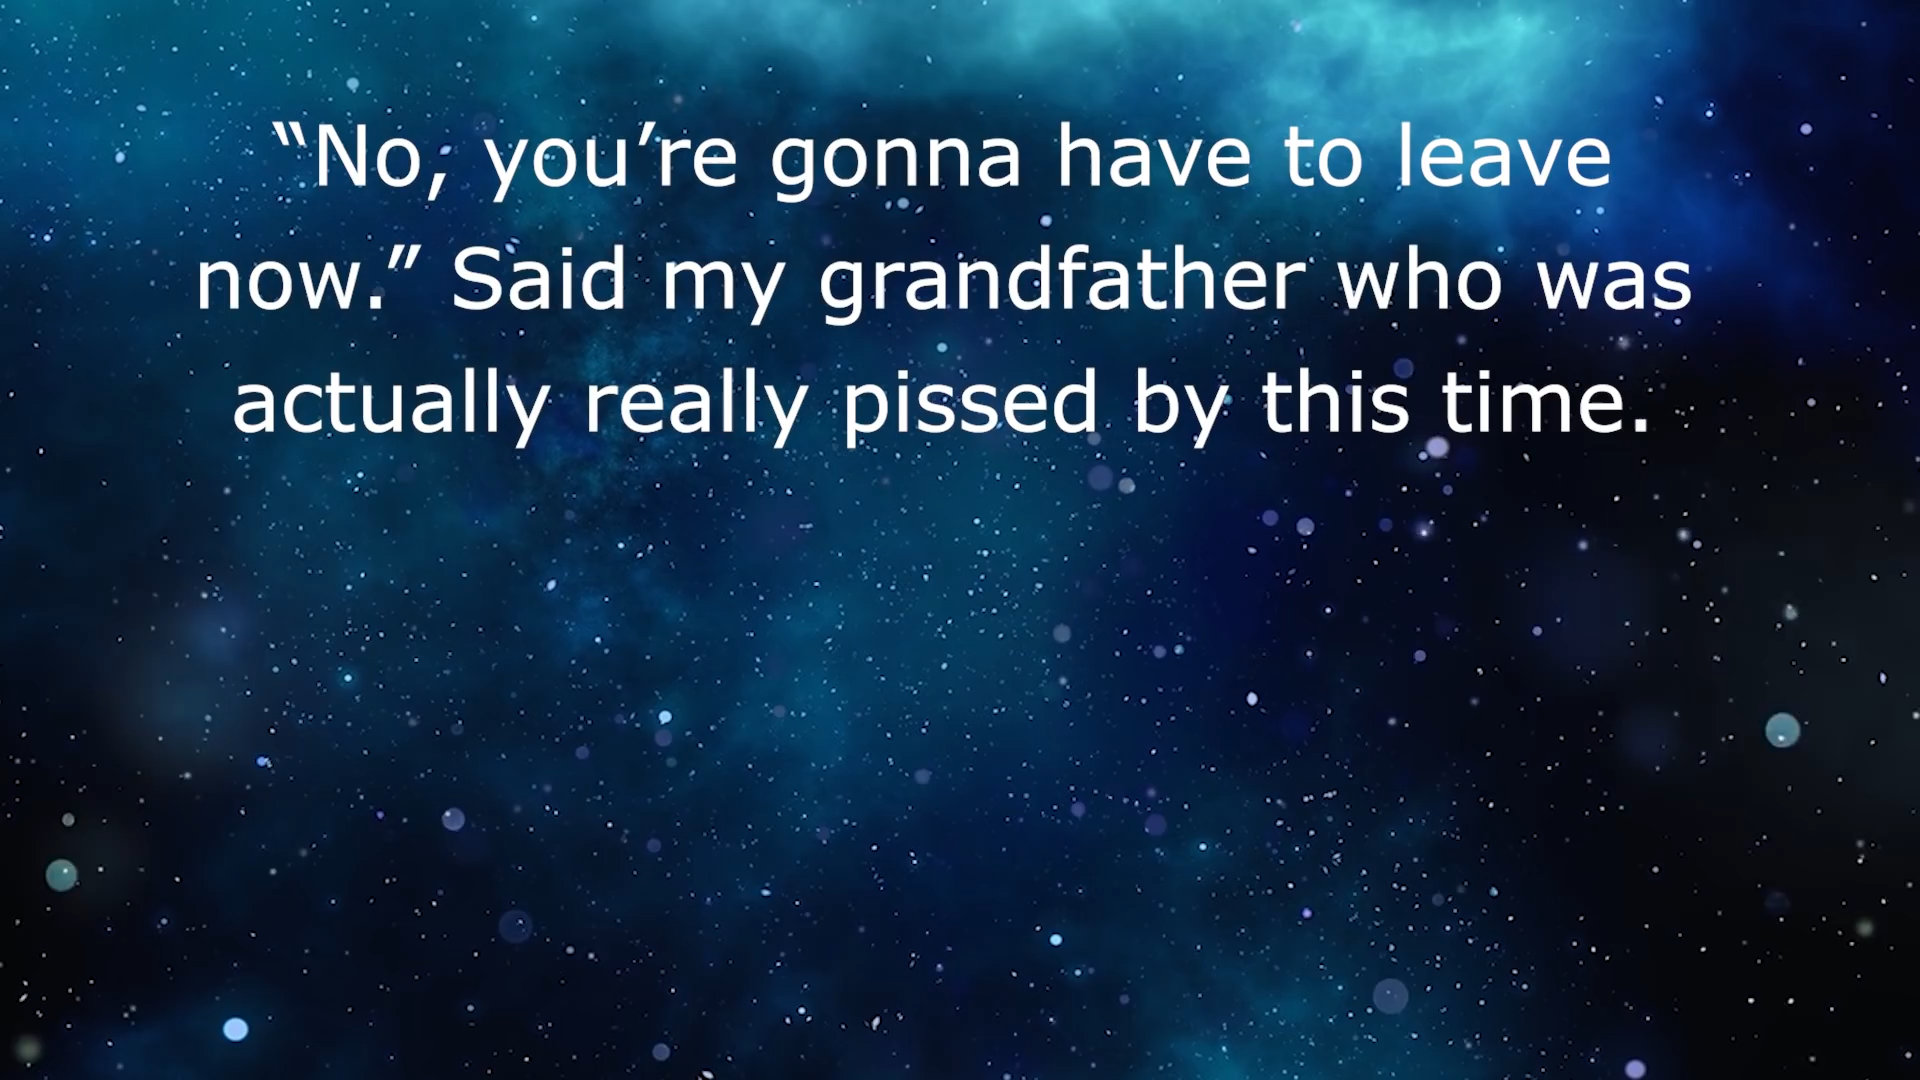 “No, you’re gonna have to leave
now.” Said my grandfather who was
actually really pissed by this time.